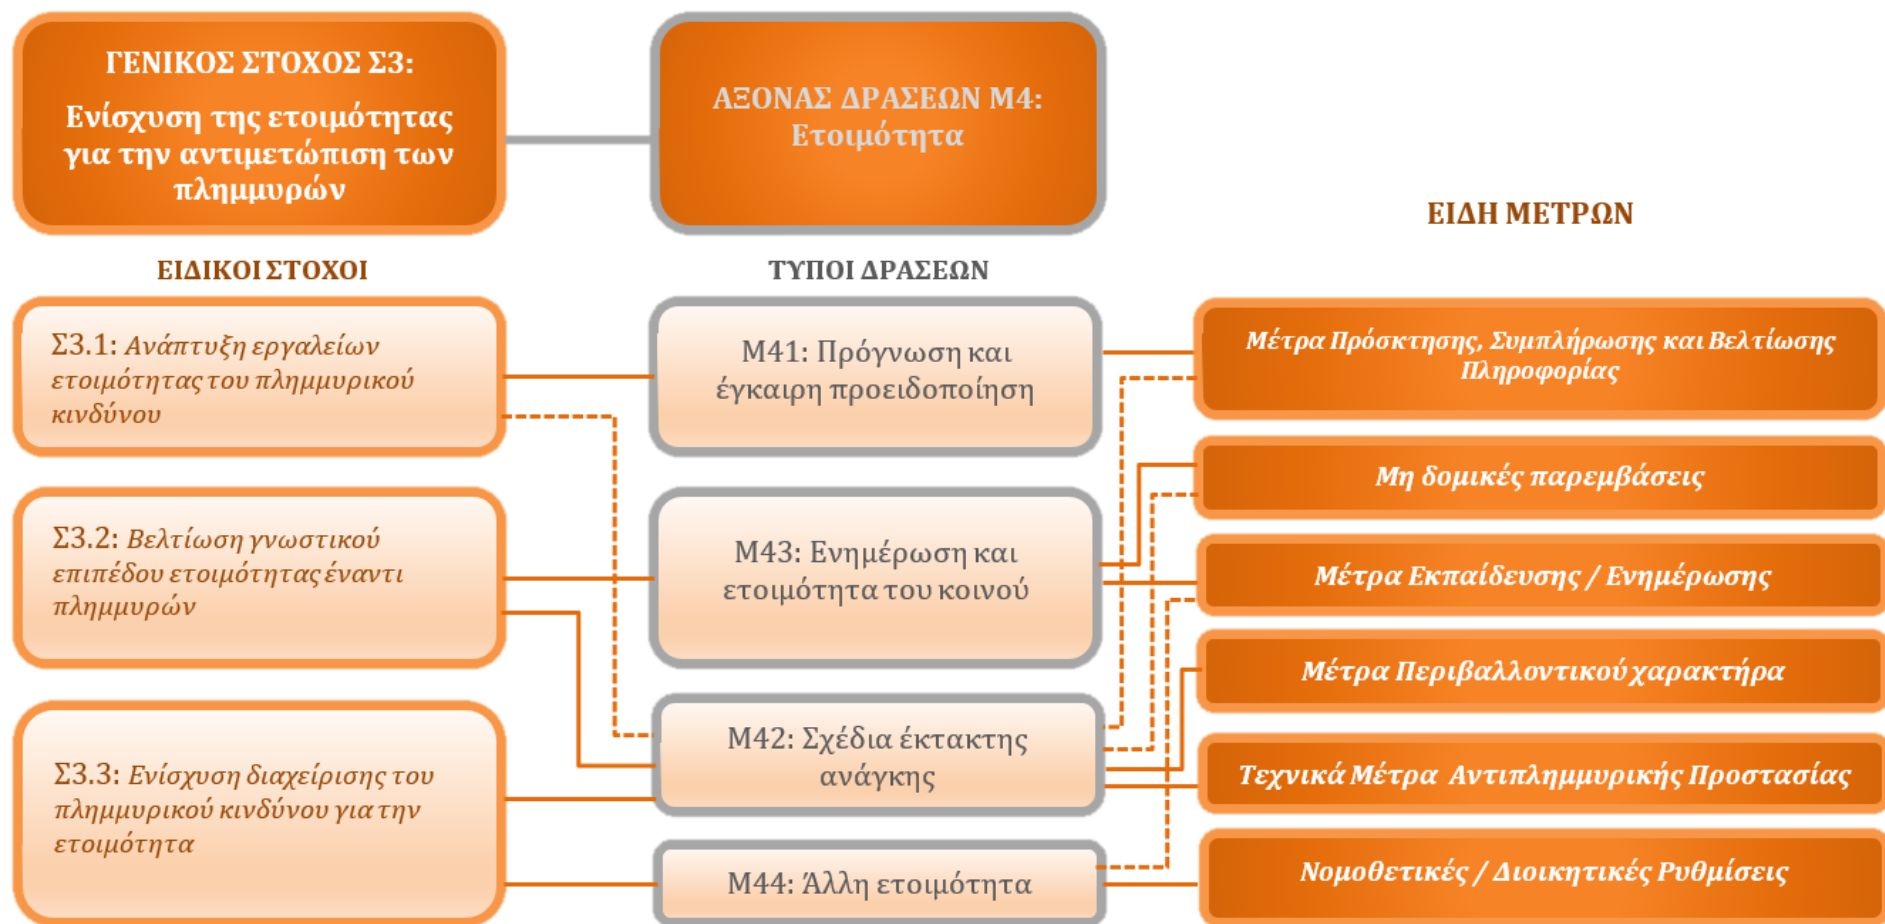 ΓΕΝΙΚΟΣ ΣΤΟΧΟΣ Σ3:
Ενίσχυση της ετοιμότητας
για την αντιμετώπιση των
πλημμυρών
ΑΞΟΝΑΣ ΔΡΑΣΕΩΝ Μ4:
Ετοιμότητα
ΕΙΔΙΚΟΙ ΣΤΟΧΟΙ
Σ3.1: Ανάπτυξη εργαλείων
ετοιμότητας του πλημμυρικού
κινδύνου
Σ3.2: Βελτίωση γνωστικού
επιπέδου ετοιμότητας έναντι
πλημμυρών
Σ3.3: Ενίσχυση διαχείρισης του
πλημμυρικού κινδύνου για την
ετοιμότητα
ΤΥΠΟΙ ΔΡΑΣΕΩΝ
Μ41: Πρόγνωση και
έγκαιρη προειδοποίηση
Μ43: Ενημέρωση και
ετοιμότητα του κοινού
Μ42: Σχέδια έκτακτης
ανάγκης
Μ44: Άλλη ετοιμότητα
ΕΙΔΗ ΜΕΤΡΩΝ
Μέτρα Πρόσκτησης, Συμπλήρωσης και Βελτίωσης
Πληροφορίας
Μη δομικές παρεμβάσεις
Μέτρα Εκπαίδευσης / Ενημέρωσης
Μέτρα Περιβαλλοντικού χαρακτήρα
Τεχνικά Μέτρα Αντιπλημμυρικής Προστασίας
Νομοθετικές / Διοικητικές Ρυθμίσεις